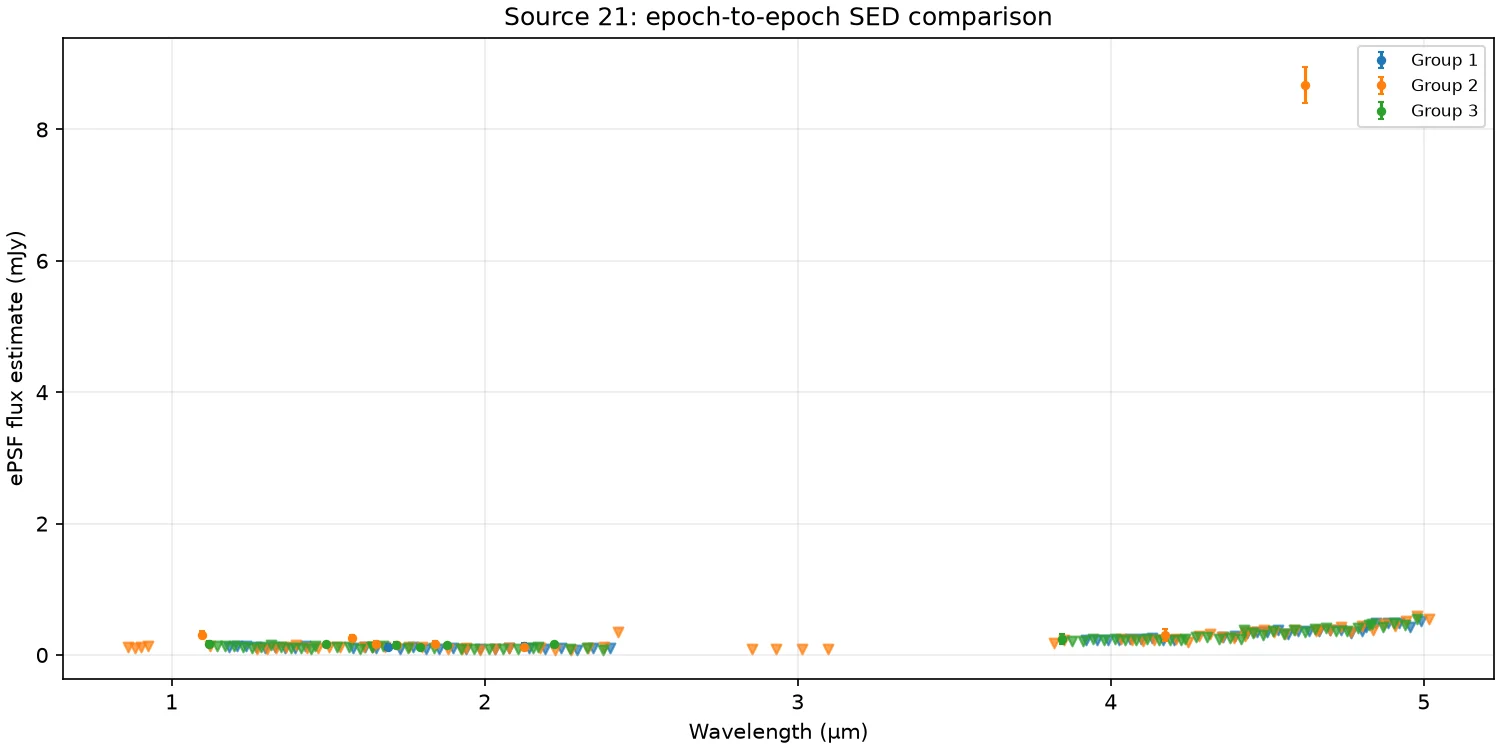 Source 21: epoch-to-epoch SED comparison
Group 1
Group 2
Group 3
ePSF flux estimate (mJy)
8
6
4
2
0
1 2 3 4 5
Wavelength (μm)